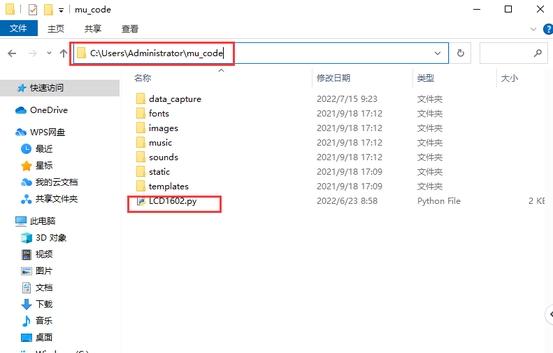 mu_code
文件
主页
共享
查看
C:\Users\Administrator\mu_code
名称
修改日期
类型
大小
快速访问
OneDrive
WPS网盘
最近
星标
我的云文档
共享文件夹
此电脑
3D 对象
视频
图片
文档
下载
音乐
桌面
data_capture 2022/7/15 9:23 文件夹
fonts 2021/9/18 17:12 文件夹
images 2021/9/18 17:12 文件夹
music 2021/9/18 17:12 文件夹
sounds 2021/9/18 17:12 文件夹
static 2021/9/18 17:09 文件夹
templates 2021/9/18 17:09 文件夹
LCD1602.py 2022/6/23 8:58 Python File 2 KB